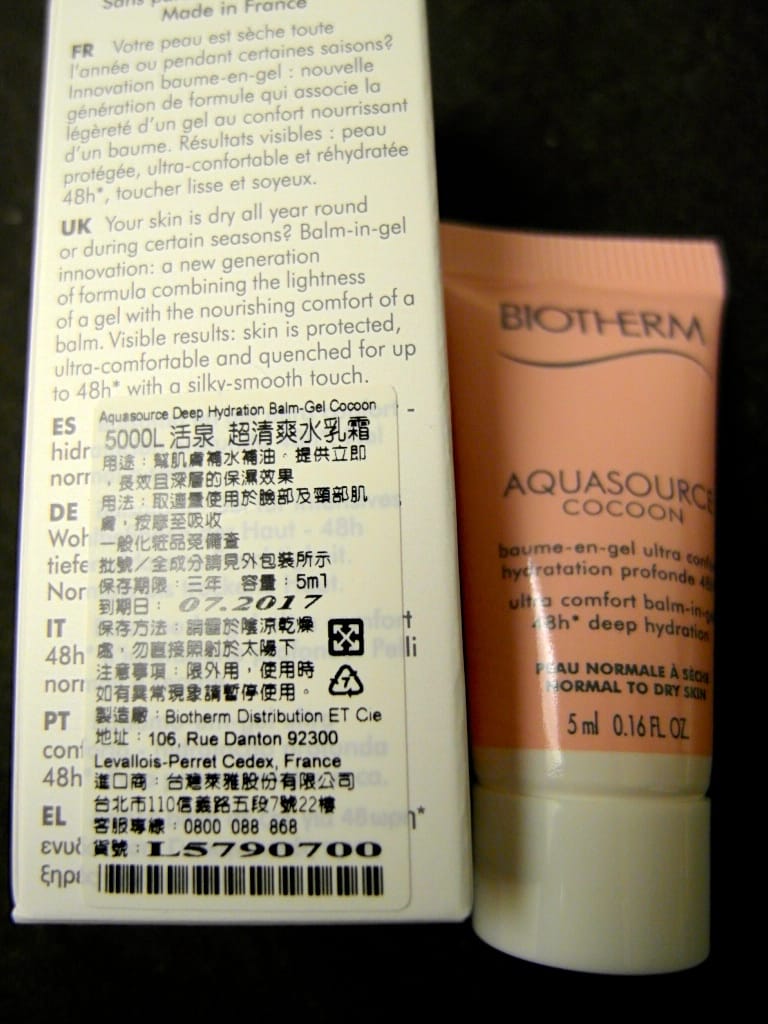 Made in France
FR Votre peau est sèche toute
l'année ou pendant certaines saisons?
Innovation baume-en-gel : nouvelle
génération de formule qui associe la
légèreté d'un gel au confort nourrissant
d'un baume. Résultats visibles : peau
protégée, ultra-confortable et réhydratée
48h*, toucher lisse et soyeux.
UK Your skin is dry all year round
or during certain seasons? Balm-in-gel
innovation: a new generation
of formula combining the lightness
of a gel with the nourishing comfort of a
balm. Visible results: skin is protected,
ultra-comfortable and quenched for up
to 48h* with a silky-smooth touch.
ES
hidr
norr
DE
Woh
tiefe
Nor
IT
48h
norr
PT
conf
48h
EL
ενυδ
ξηρ
Aquasource Deep Hydration Balm-Gel Cocoon
5000L 活泉 超清爽水乳霜
用途：幫肌膚補水補油，提供立即
，長效且深層的保濕效果
用法：取適量使用於臉部及頸部肌
膚，按摩至吸收
一般化粧品免備查
批號／全成分請見外包裝所示
保存期限：三年 容量：5ml
到期日：07.2017
保存方法：請置於陰涼乾燥
處，勿直接照射於太陽下
注意事項：限外用，使用時
如有異常現象請暫停使用。
7
製造廠：Biotherm Distribution ET Cie
地址：106, Rue Danton 92300
Levallois-Perret Cedex, France
進口商：台灣萊雅股份有限公司
台北市110信義路五段7號22樓
客服專線：0800 088 868
貨號：L5790700
BIOTHERM
AQUASOURCE
COCOON
baume-en-gel ultra confo
hydratation profonde 48
ultra comfort balm-in-g
48h* deep hydration
PEAU NORMALE À SÈCHE
NORMAL TO DRY SKIN
5 ml 0.16 FL. OZ.